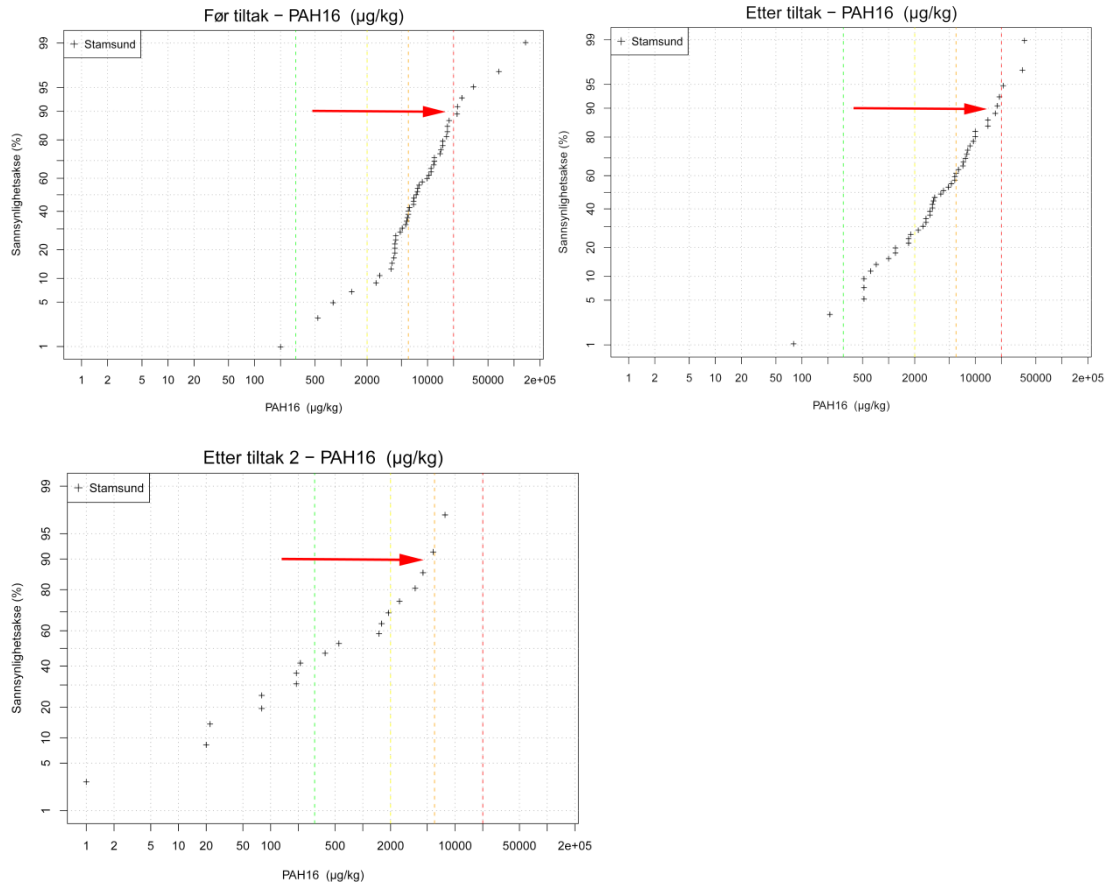 Før tiltak − PAH16 (µg/kg)
+ Stamsund
Sannsynlighetsakse (%)
99
95
90
80
60
40
20
10
5
1
1 2 5 10 20 50 100 500 2000 10000 50000 2e+05
PAH16 (µg/kg)
Etter tiltak − PAH16 (µg/kg)
+ Stamsund
Sannsynlighetsakse (%)
99
95
90
80
60
40
20
10
5
1
1 2 5 10 20 50 100 500 2000 10000 50000 2e+05
PAH16 (µg/kg)
Etter tiltak 2 − PAH16 (µg/kg)
+ Stamsund
Sannsynlighetsakse (%)
99
95
90
80
60
40
20
10
5
1
1 2 5 10 20 50 100 500 2000 10000 50000 2e+05
PAH16 (µg/kg)